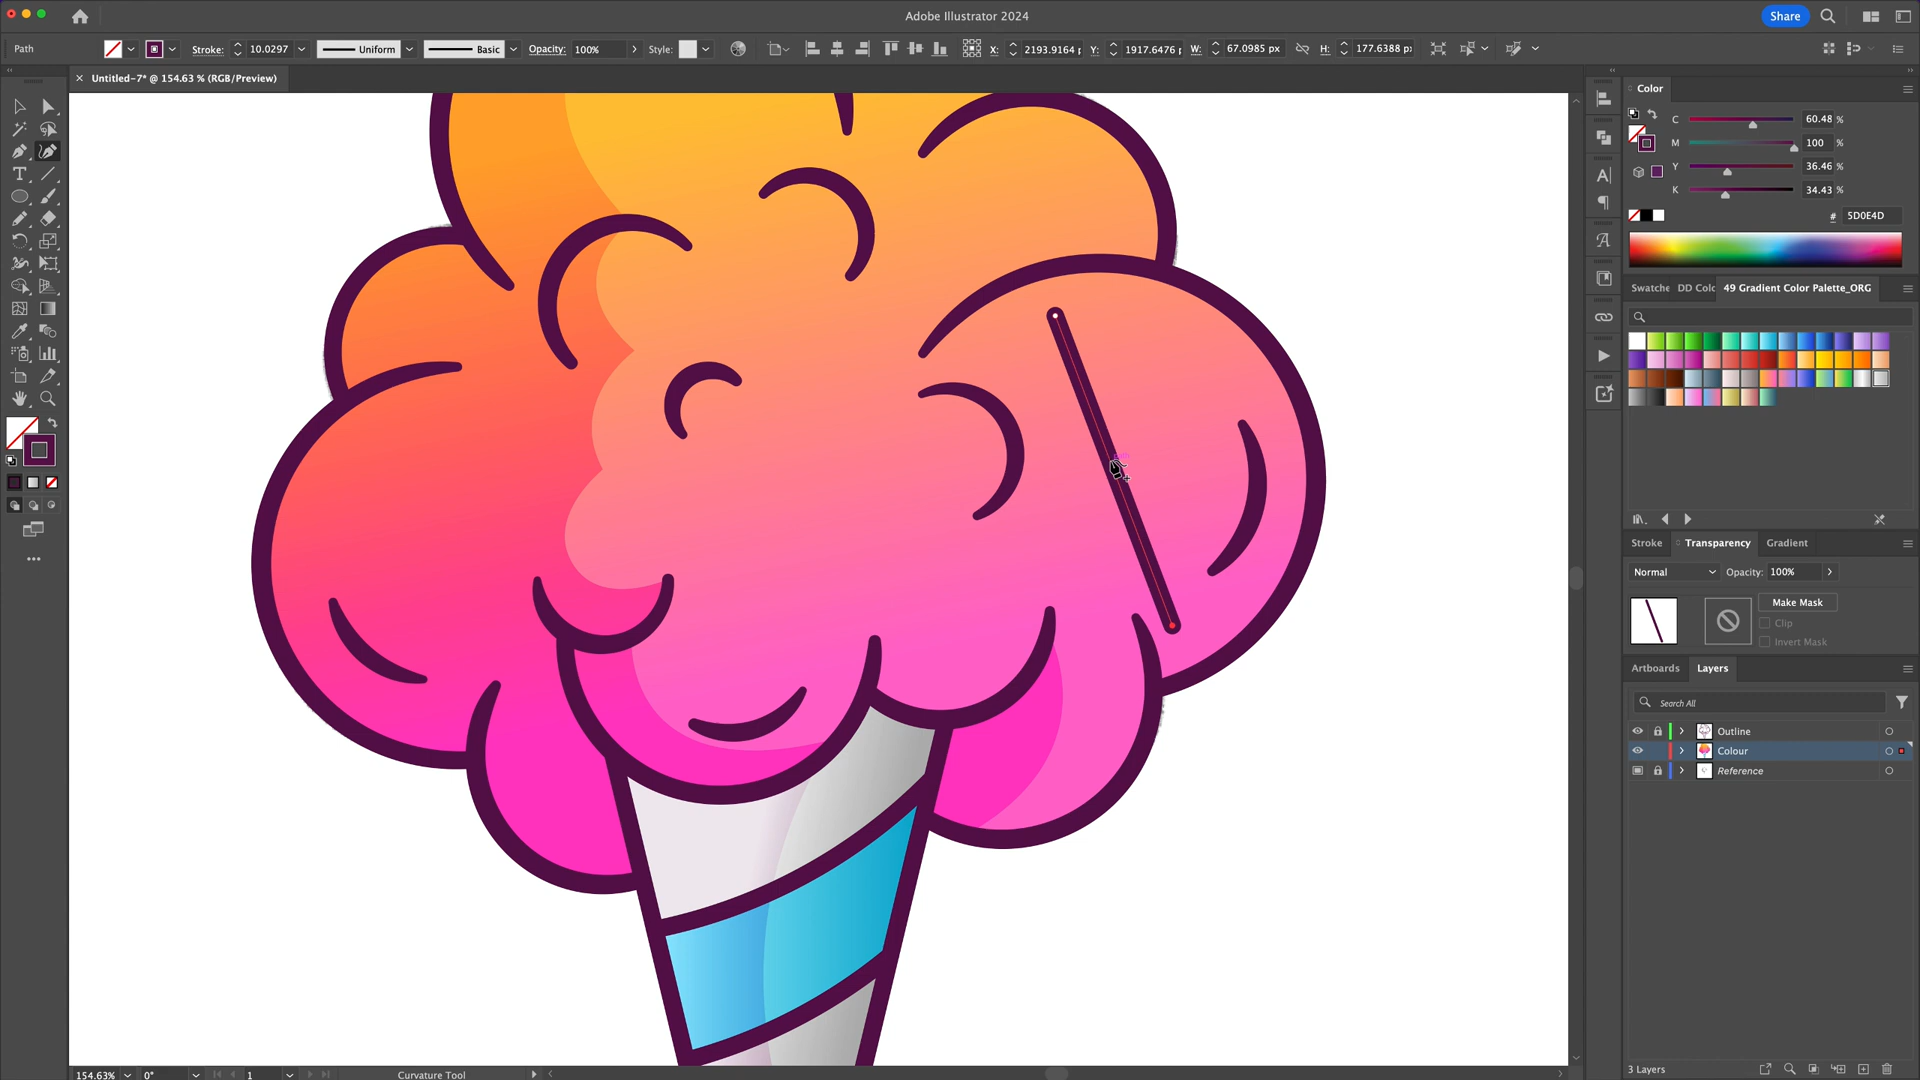 Adobe Illustrator 2024
Share
Path
Stroke:
10.0297
Uniform
Basic
Opacity:
100%
Style:
X:
2193.9164 p
Y:
1917.6476 p
W:
67.0985 px
H:
177.6388 px
Untitled-7* @ 154.63 % (RGB/Preview)
Color
C
60.48
%
M
100
%
Y
36.46
%
K
34.43
%
#
5D0E4D
Swatche
DD Colo
49 Gradient Color Palette_ORG
Stroke
Transparency
Gradient
Normal
Opacity:
100%
Make Mask
Clip
Invert Mask
Artboards
Layers
Search All
Outline
Colour
Reference
154.63%
0°
1
Curvature Tool
3 Layers